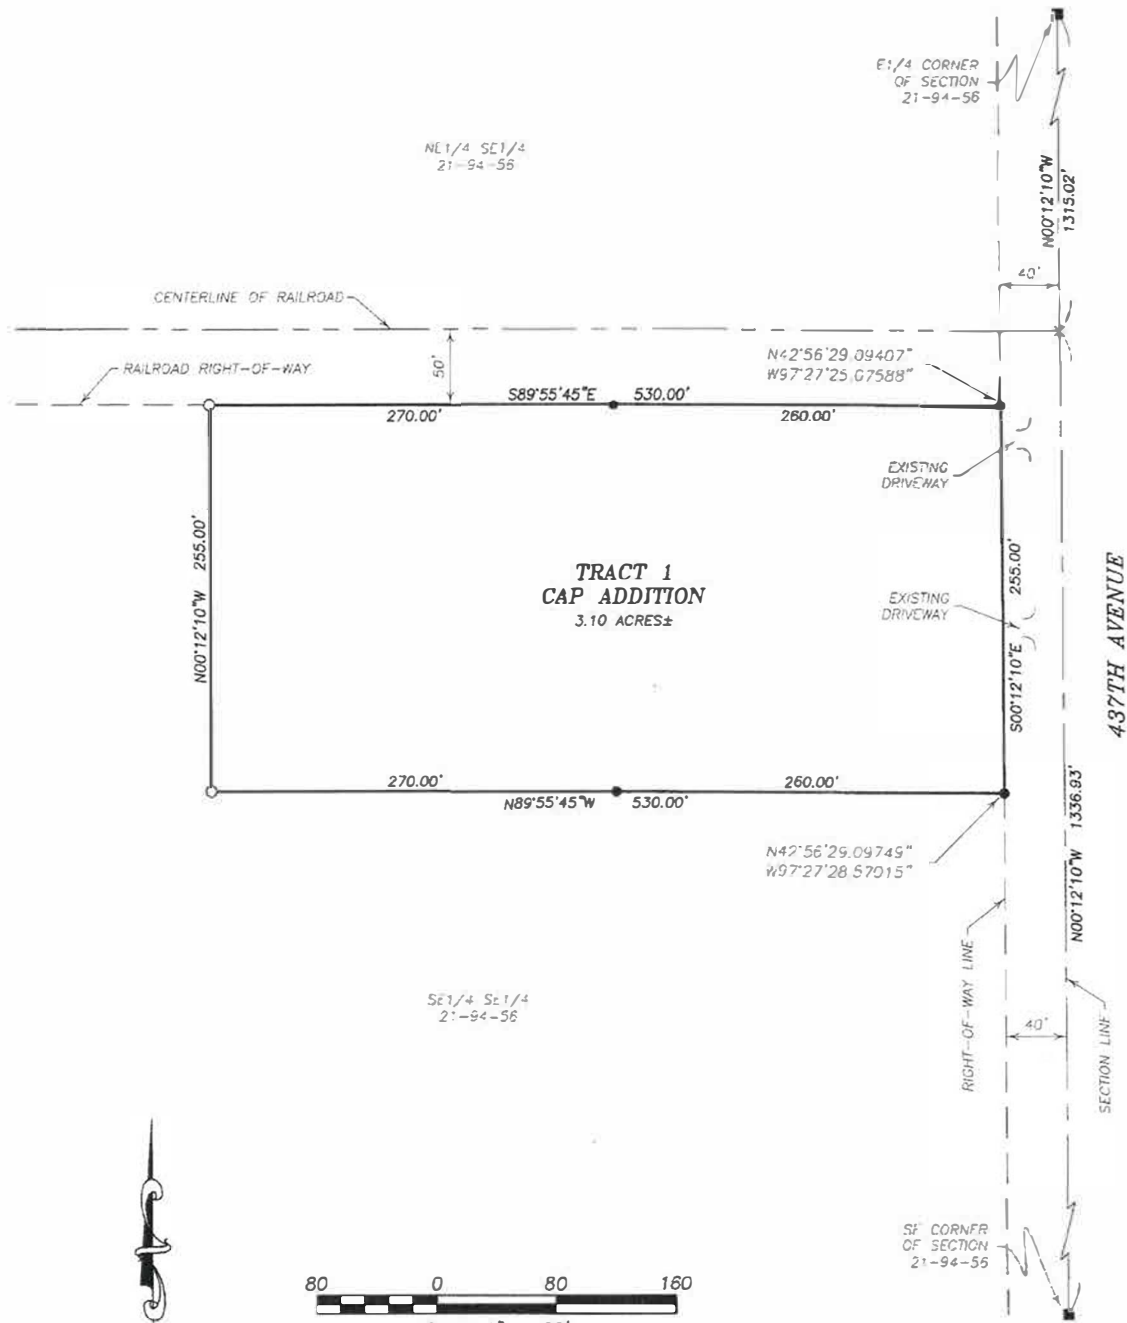 E1/4 CORNER
OF SECTION
21-94-56
NE1/4 SE1/4
21-94-56
N00°12'10"W
1315.02'
40'
CENTERLINE OF RAILROAD
50'
RAILROAD RIGHT-OF-WAY
N42°56'29.09407"
W97°27'25.07588"
S89°55'45"E 530.00'
270.00' 260.00'
EXISTING
DRIVEWAY
N00°12'10"W 255.00'
255.00'
S00°12'10"E
TRACT 1
CAP ADDITION
3.10 ACRES±
EXISTING
DRIVEWAY
437TH AVENUE
270.00' 260.00'
N89°55'45"W 530.00'
N42°56'29.09749"
W97°27'28.57015"
N00°12'10"W 1336.93'
RIGHT-OF-WAY LINE
SE1/4 SE1/4
21-94-56
40'
SECTION LINE
SE CORNER
OF SECTION
21-94-56
80 0 80 160